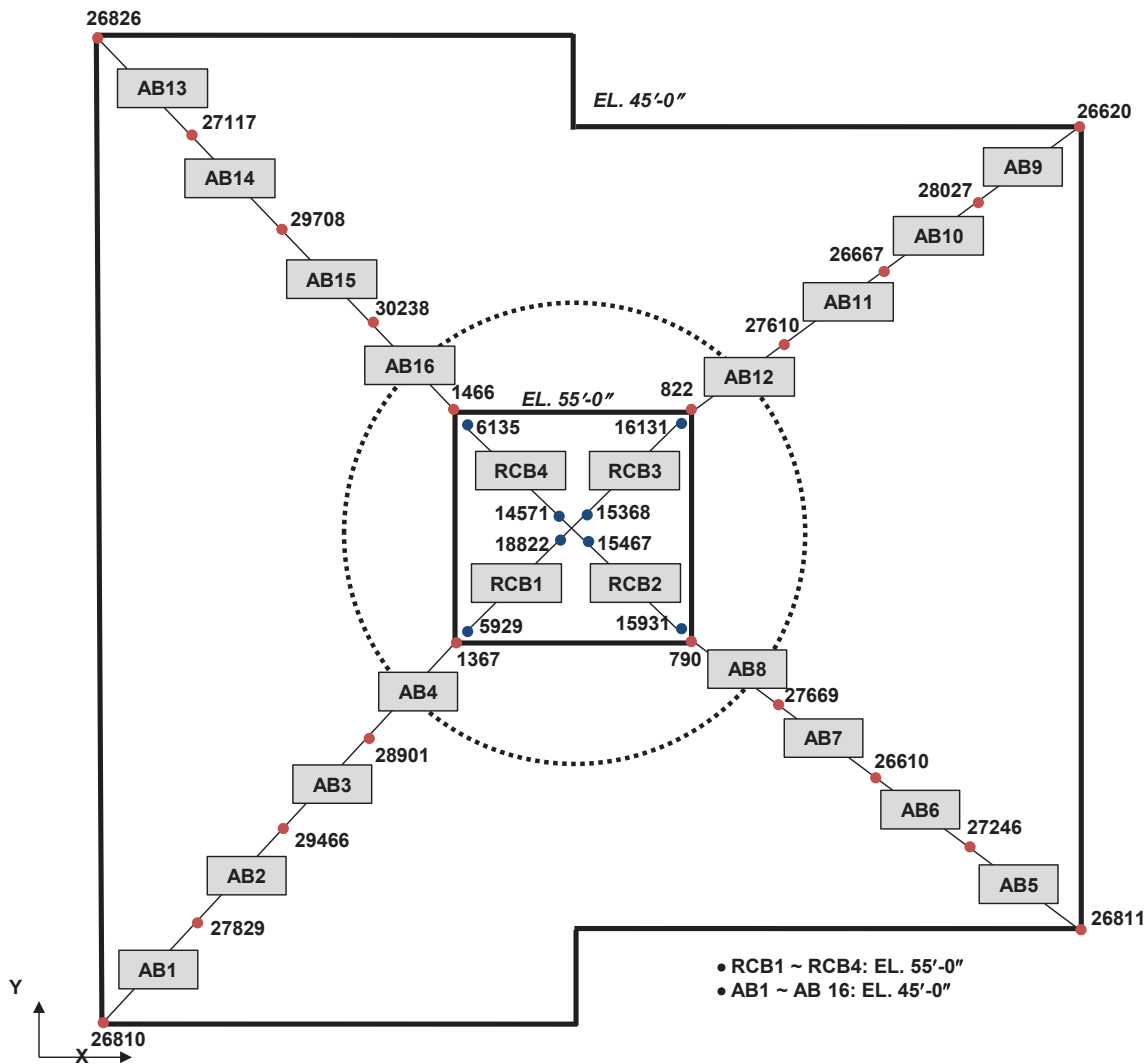 26826
AB13
EL. 45′-0″
26620
27117
AB9
AB14
28027
29708
AB10
26667
AB15
AB11
30238
27610
AB16
AB12
1466
EL. 55′-0″
822
6135
16131
RCB4
RCB3
14571
15368
18822
15467
RCB1
RCB2
5929
15931
1367
790
AB8
AB4
27669
28901
AB7
AB3
26610
AB6
29466
27246
AB2
AB5
27829
26811
AB1
• RCB1 ~ RCB4: EL. 55′-0″
• AB1 ~ AB 16: EL. 45′-0″
Y
26810
X